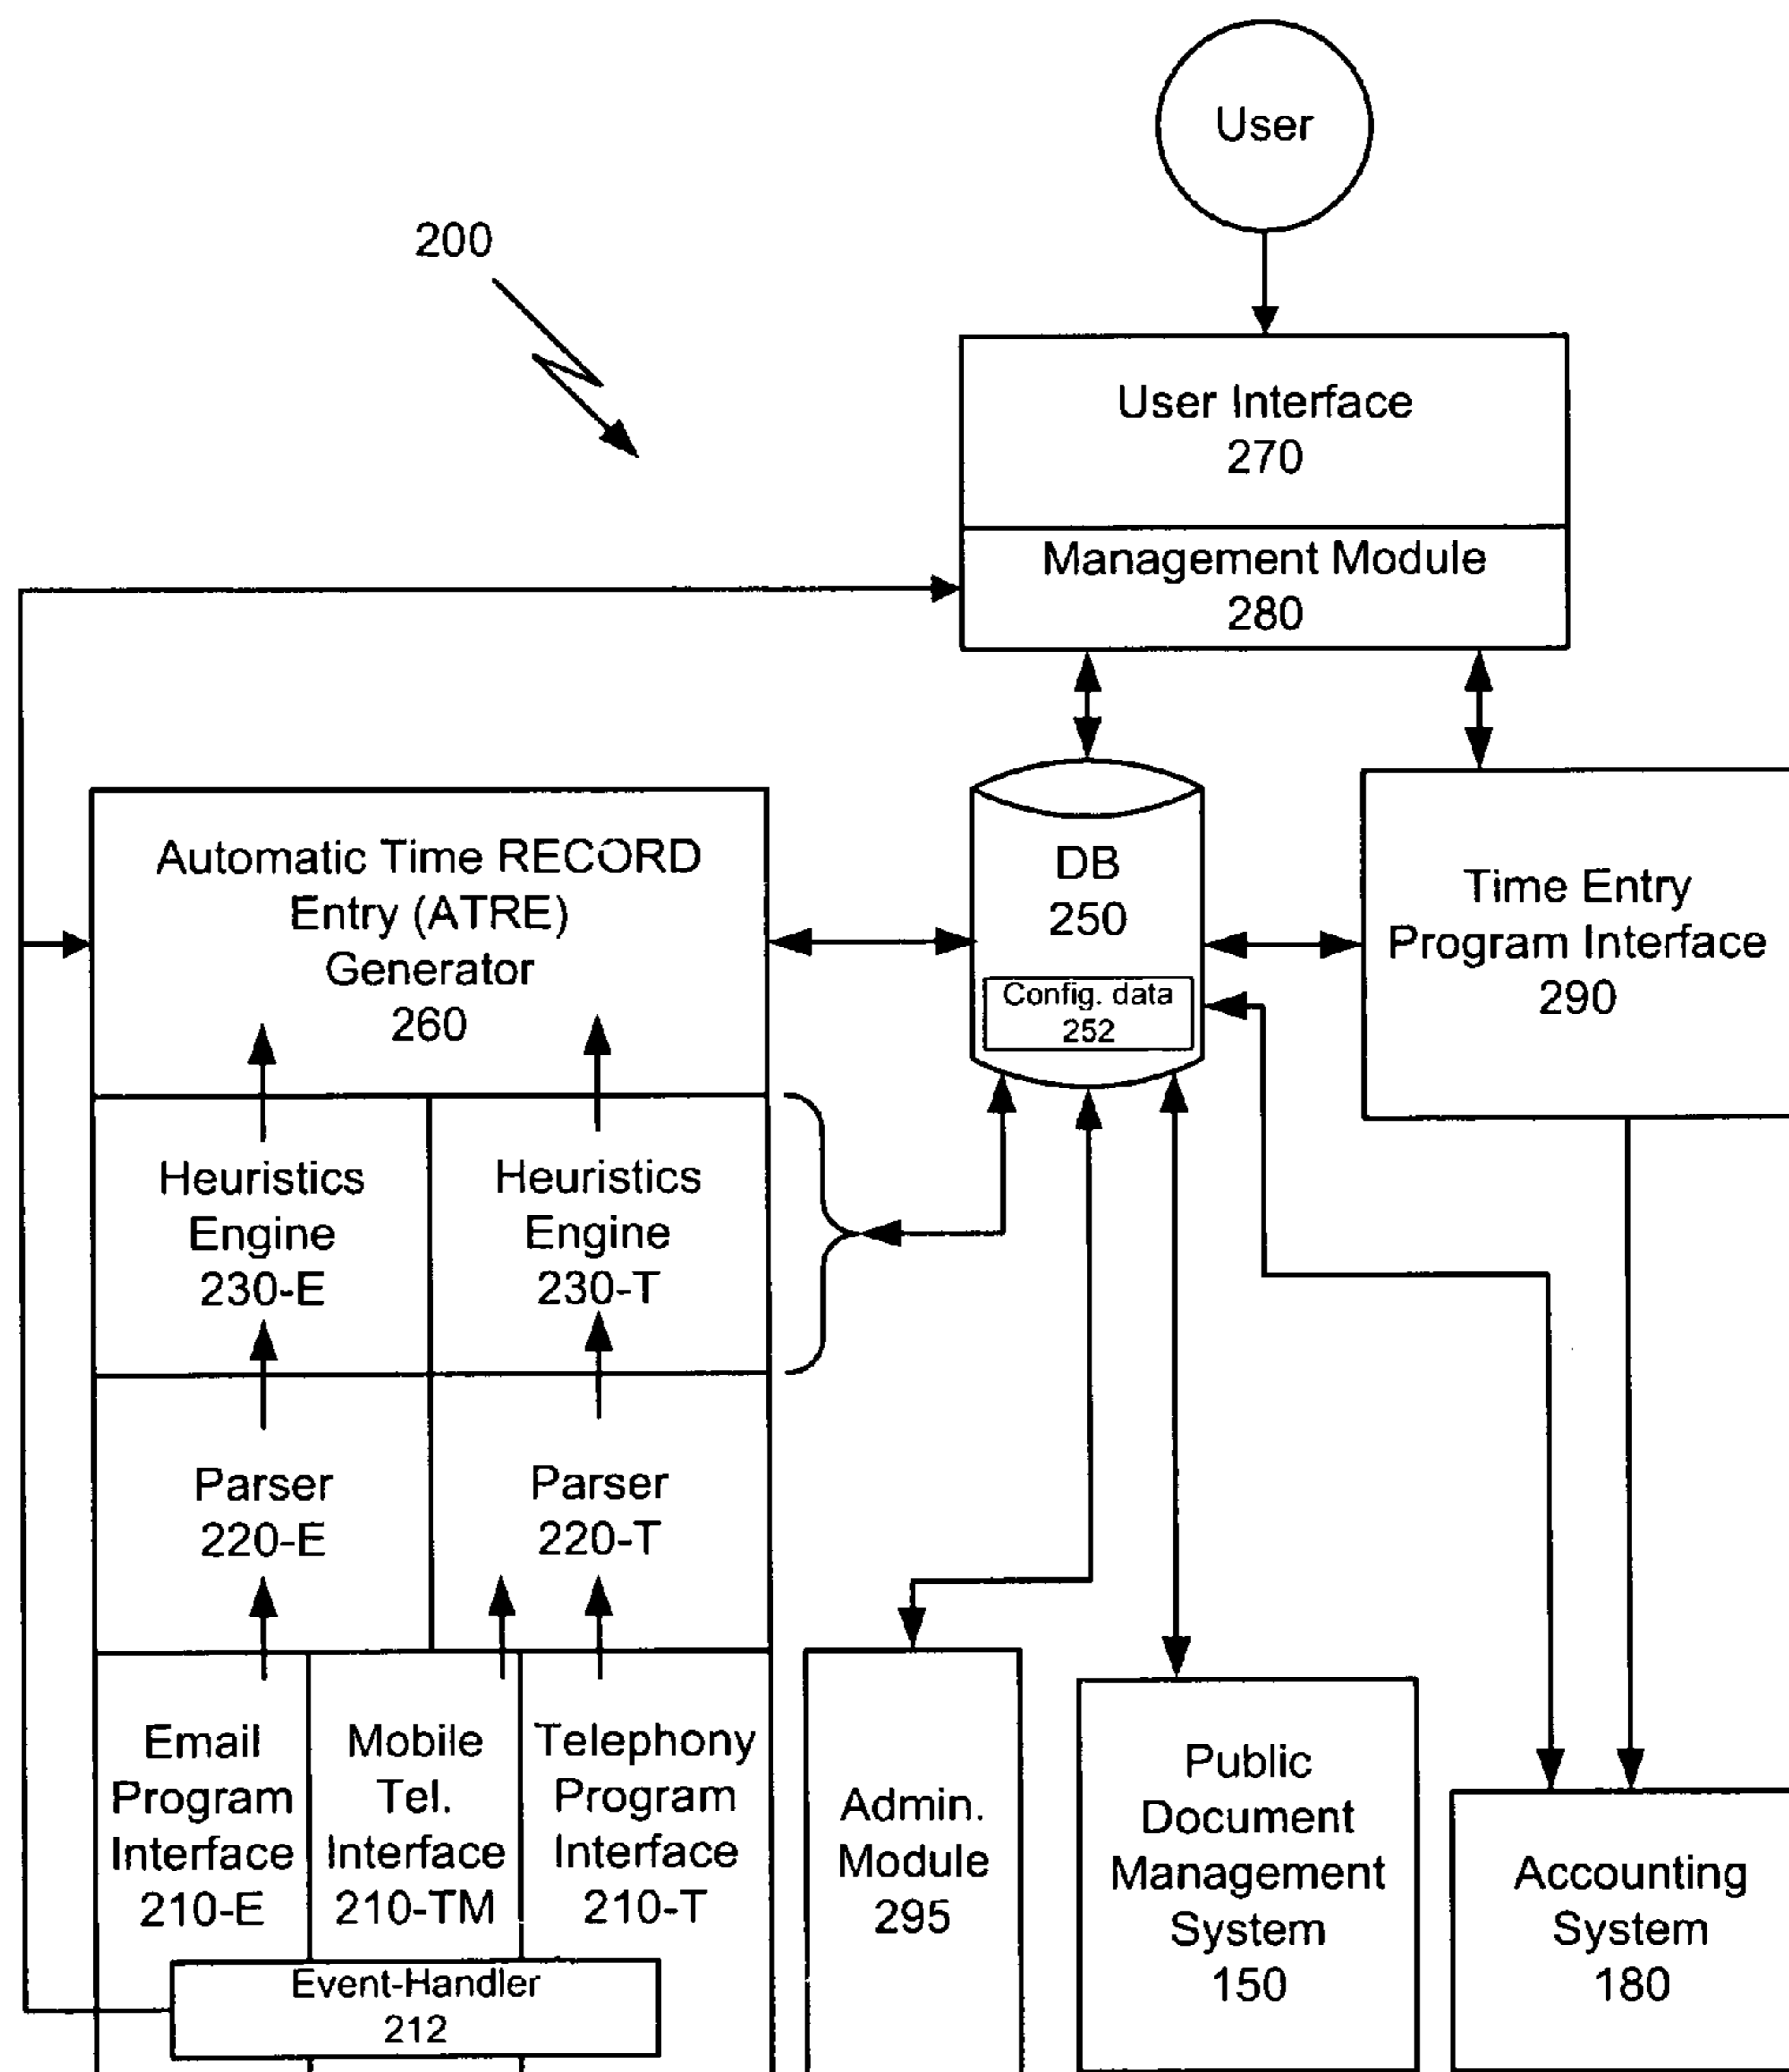 User
200
User Interface
270
Management Module
280
Automatic Time RECORD
Entry (ATRE)
Generator
260
DB
250
Config. data
252
Time Entry
Program Interface
290
Heuristics
Engine
230-E
Heuristics
Engine
230-T
Parser
220-E
Parser
220-T
Email
Program
Interface
210-E
Mobile
Tel.
Interface
210-TM
Telephony
Program
Interface
210-T
Event-Handler
212
Admin.
Module
295
Public
Document
Management
System
150
Accounting
System
180